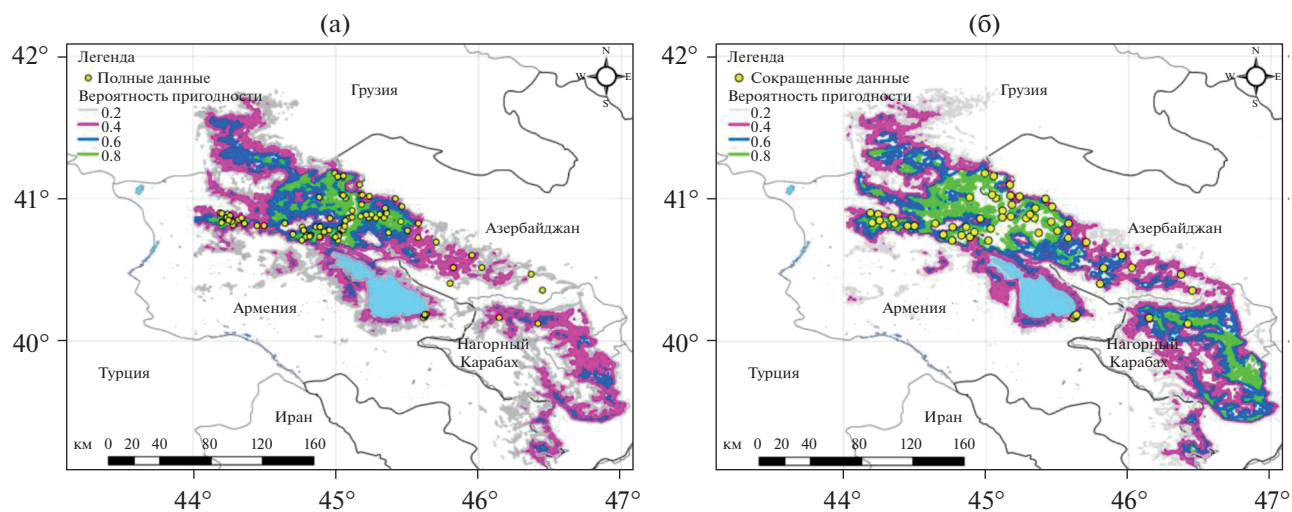 (а)
42°
41°
40°
Легенда
Полные данные
Вероятность пригодности
0.2
0.4
0.6
0.8
N
W E
S
Грузия
Азербайджан
Армения
Нагорный
Карабах
Турция
Иран
км 0 20 40 80 120 160
44° 45° 46° 47°
(б)
Легенда
Сокращенные данные
Вероятность пригодности
0.2
0.4
0.6
0.8
N
W E
S
Грузия
Азербайджан
Армения
Нагорный
Карабах
Турция
Иран
км 0 20 40 80 120 160
44° 45° 46° 47°